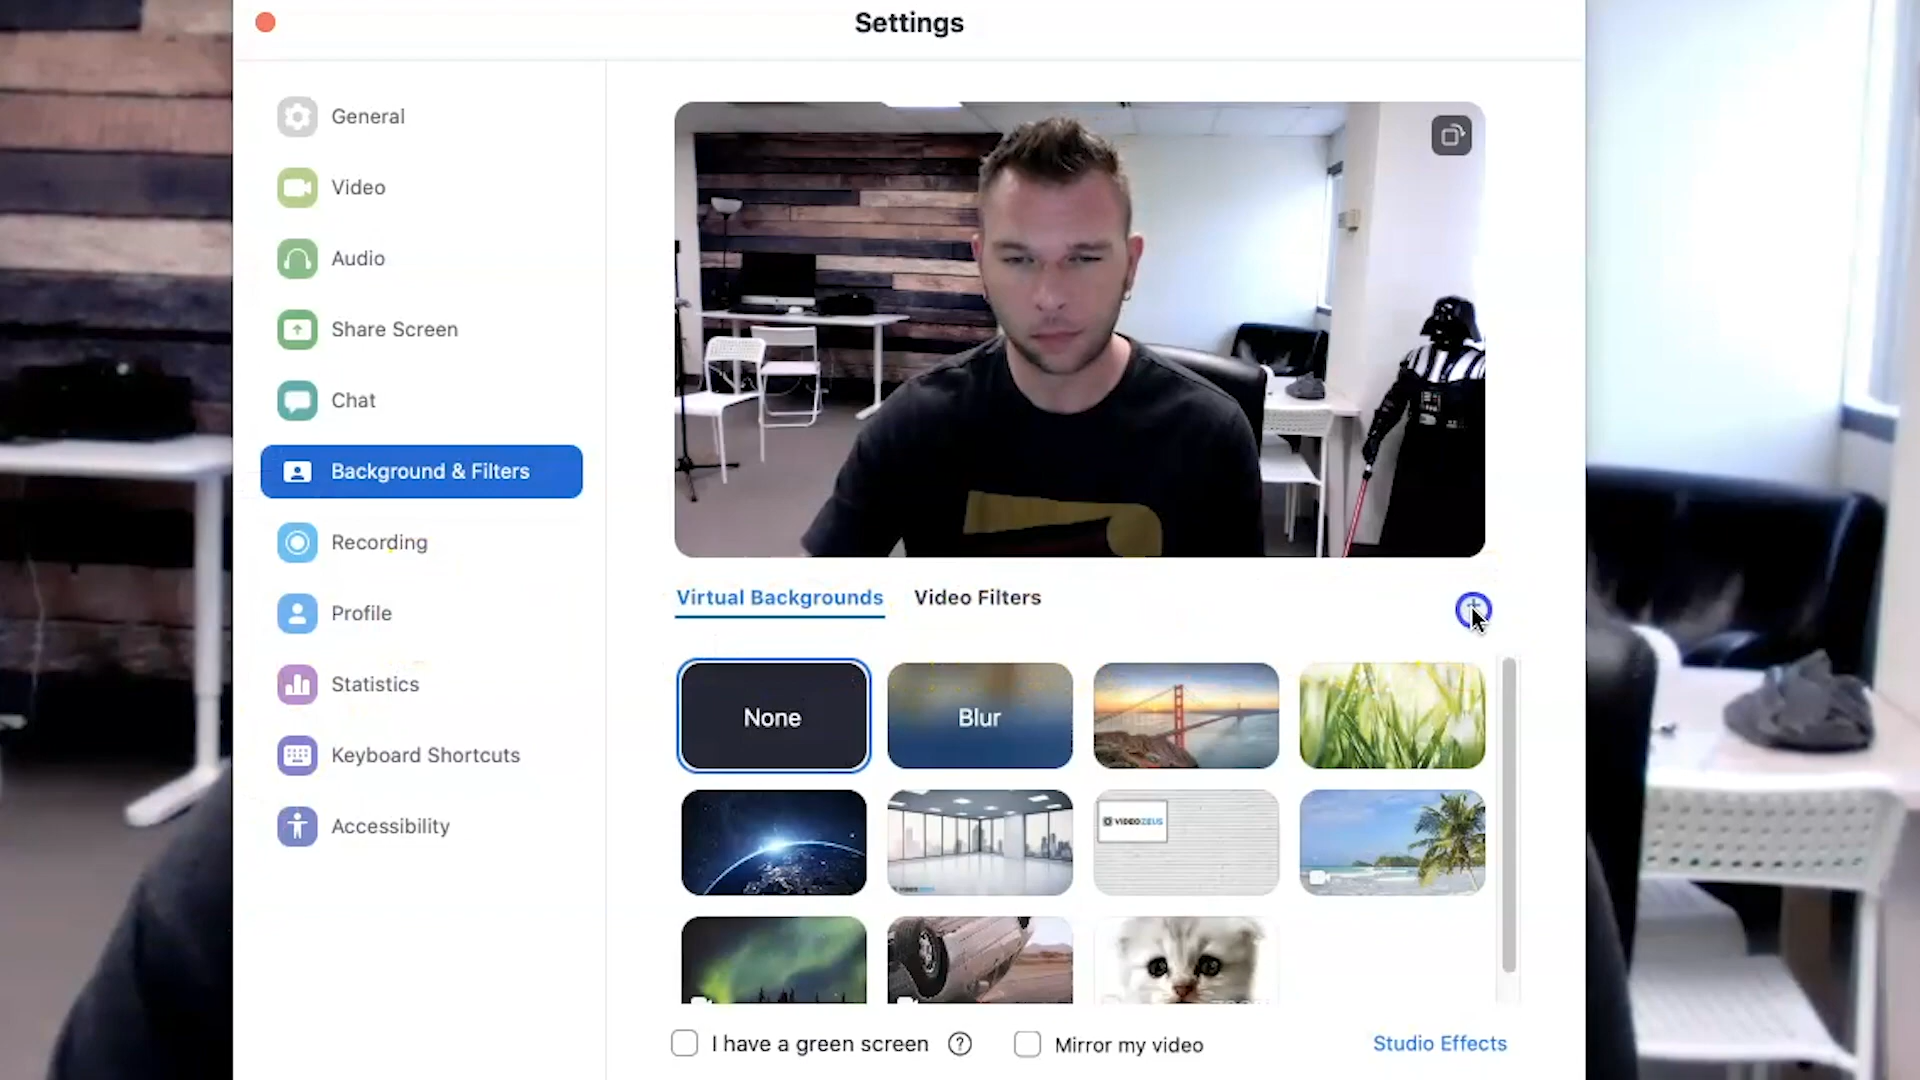 Settings
General
Video
Audio
Share Screen
Chat
Background & Filters
Recording
Profile
Statistics
Keyboard Shortcuts
Accessibility
Virtual Backgrounds
Video Filters
None
Blur
VIDEOZEUS
I have a green screen
?
Mirror my video
Studio Effects